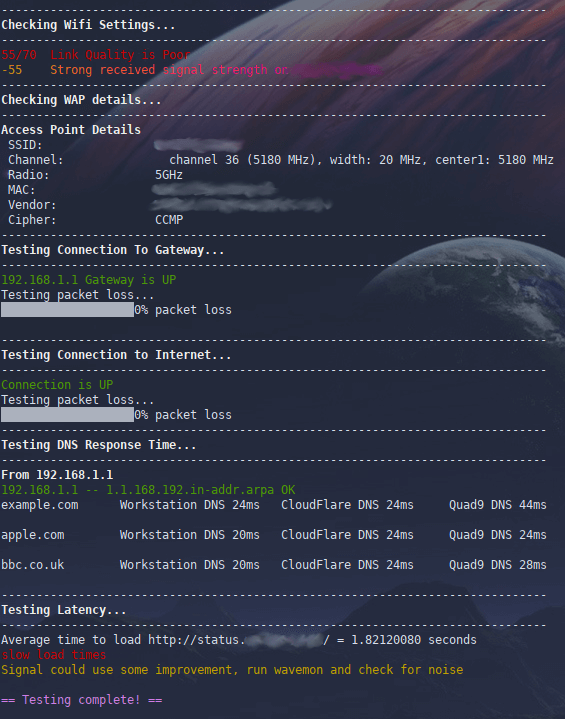 ------------------------------------------------------------------------------
Checking Wifi Settings...
------------------------------------------------------------------------------
55/70  Link Quality is Poor
-55    Strong received signal strength
------------------------------------------------------------------------------
Checking WAP details...
------------------------------------------------------------------------------
Access Point Details
SSID:
Channel:               channel 36 (5180 MHz), width: 20 MHz, center1: 5180 MHz
Radio:               5GHz
MAC:
Vendor:
Cipher:              CCMP
------------------------------------------------------------------------------
Testing Connection To Gateway...
------------------------------------------------------------------------------
192.168.1.1 Gateway is UP
Testing packet loss...
0% packet loss
------------------------------------------------------------------------------
Testing Connection to Internet...
------------------------------------------------------------------------------
Connection is UP
Testing packet loss...
0% packet loss
------------------------------------------------------------------------------
Testing DNS Response Time...
------------------------------------------------------------------------------
From 192.168.1.1
192.168.1.1 -- 1.1.168.192.in-addr.arpa OK
example.com      Workstation DNS 24ms   CloudFlare DNS 24ms     Quad9 DNS 44ms
apple.com        Workstation DNS 20ms   CloudFlare DNS 24ms     Quad9 DNS 24ms
bbc.co.uk        Workstation DNS 20ms   CloudFlare DNS 24ms     Quad9 DNS 28ms
------------------------------------------------------------------------------
Testing Latency...
------------------------------------------------------------------------------
Average time to load http://status. / = 1.82120080 seconds
slow load times
Signal could use some improvement, run wavemon and check for noise
== Testing complete! ==